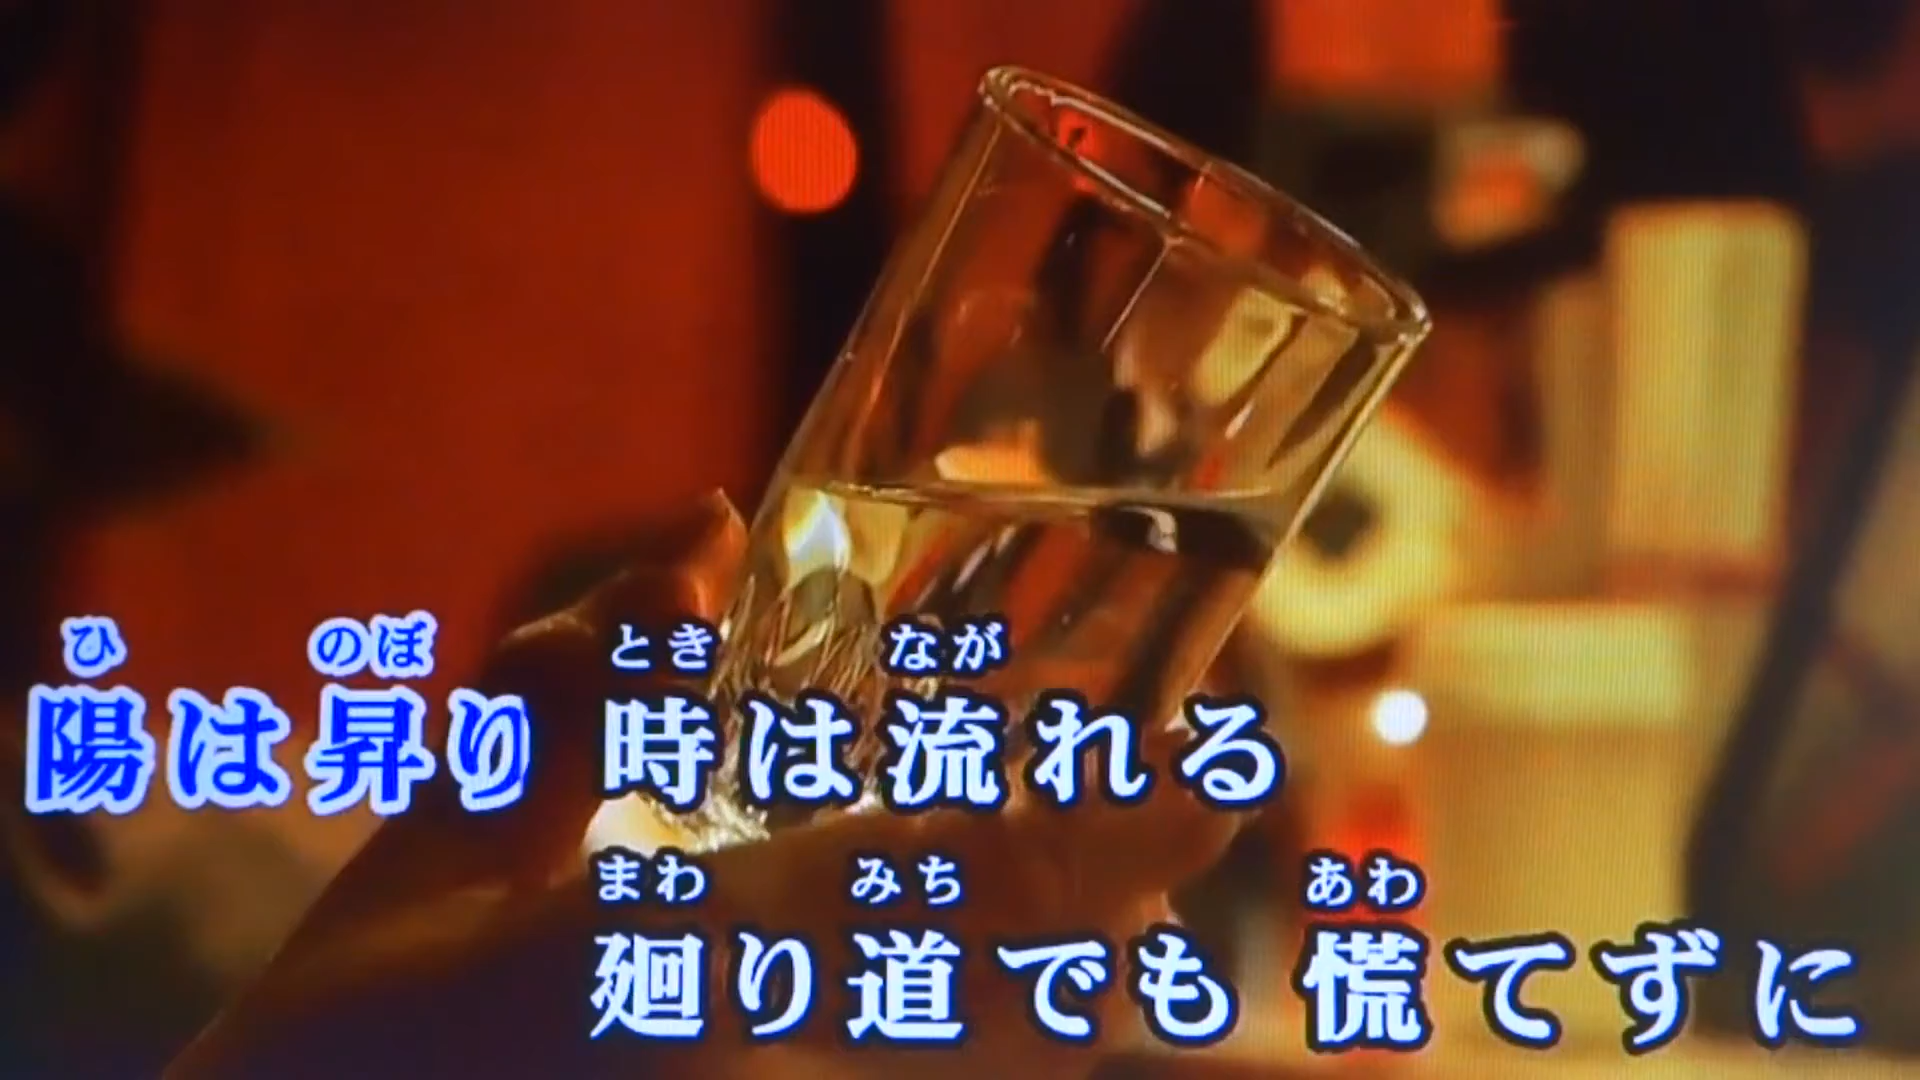 ひ のぼ とき なが
陽は昇り 時は流れる
まわ みち あわ
廻り道でも 慌てずに